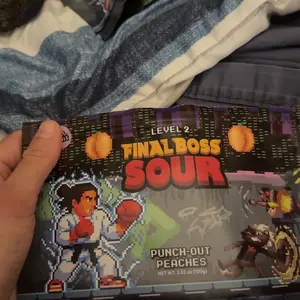 LEVEL 2
FINAL BOSS
SOUR
PUNCH-OUT
PEACHES